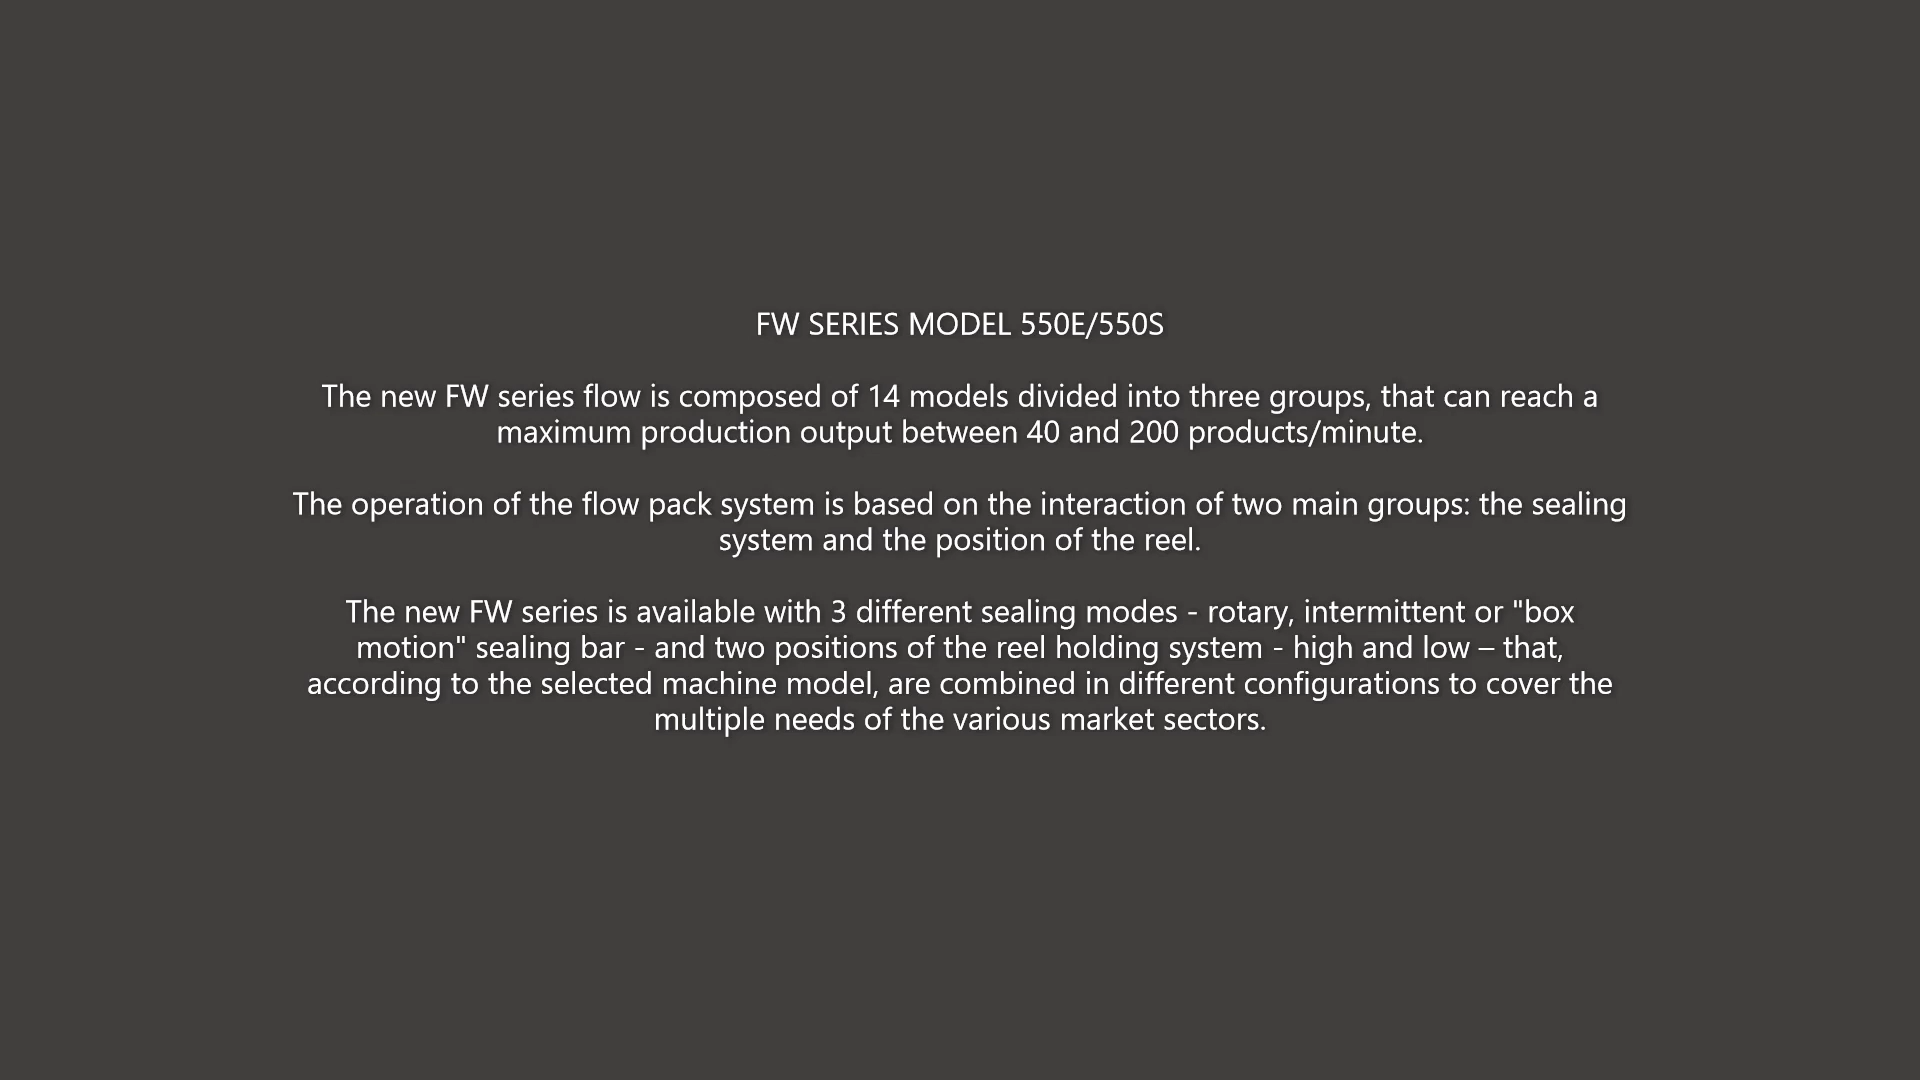 FW SERIES MODEL 550E/550S
The new FW series flow is composed of 14 models divided into three groups, that can reach a
maximum production output between 40 and 200 products/minute.
The operation of the flow pack system is based on the interaction of two main groups: the sealing
system and the position of the reel.
The new FW series is available with 3 different sealing modes - rotary, intermittent or "box
motion" sealing bar - and two positions of the reel holding system - high and low – that,
according to the selected machine model, are combined in different configurations to cover the
multiple needs of the various market sectors.